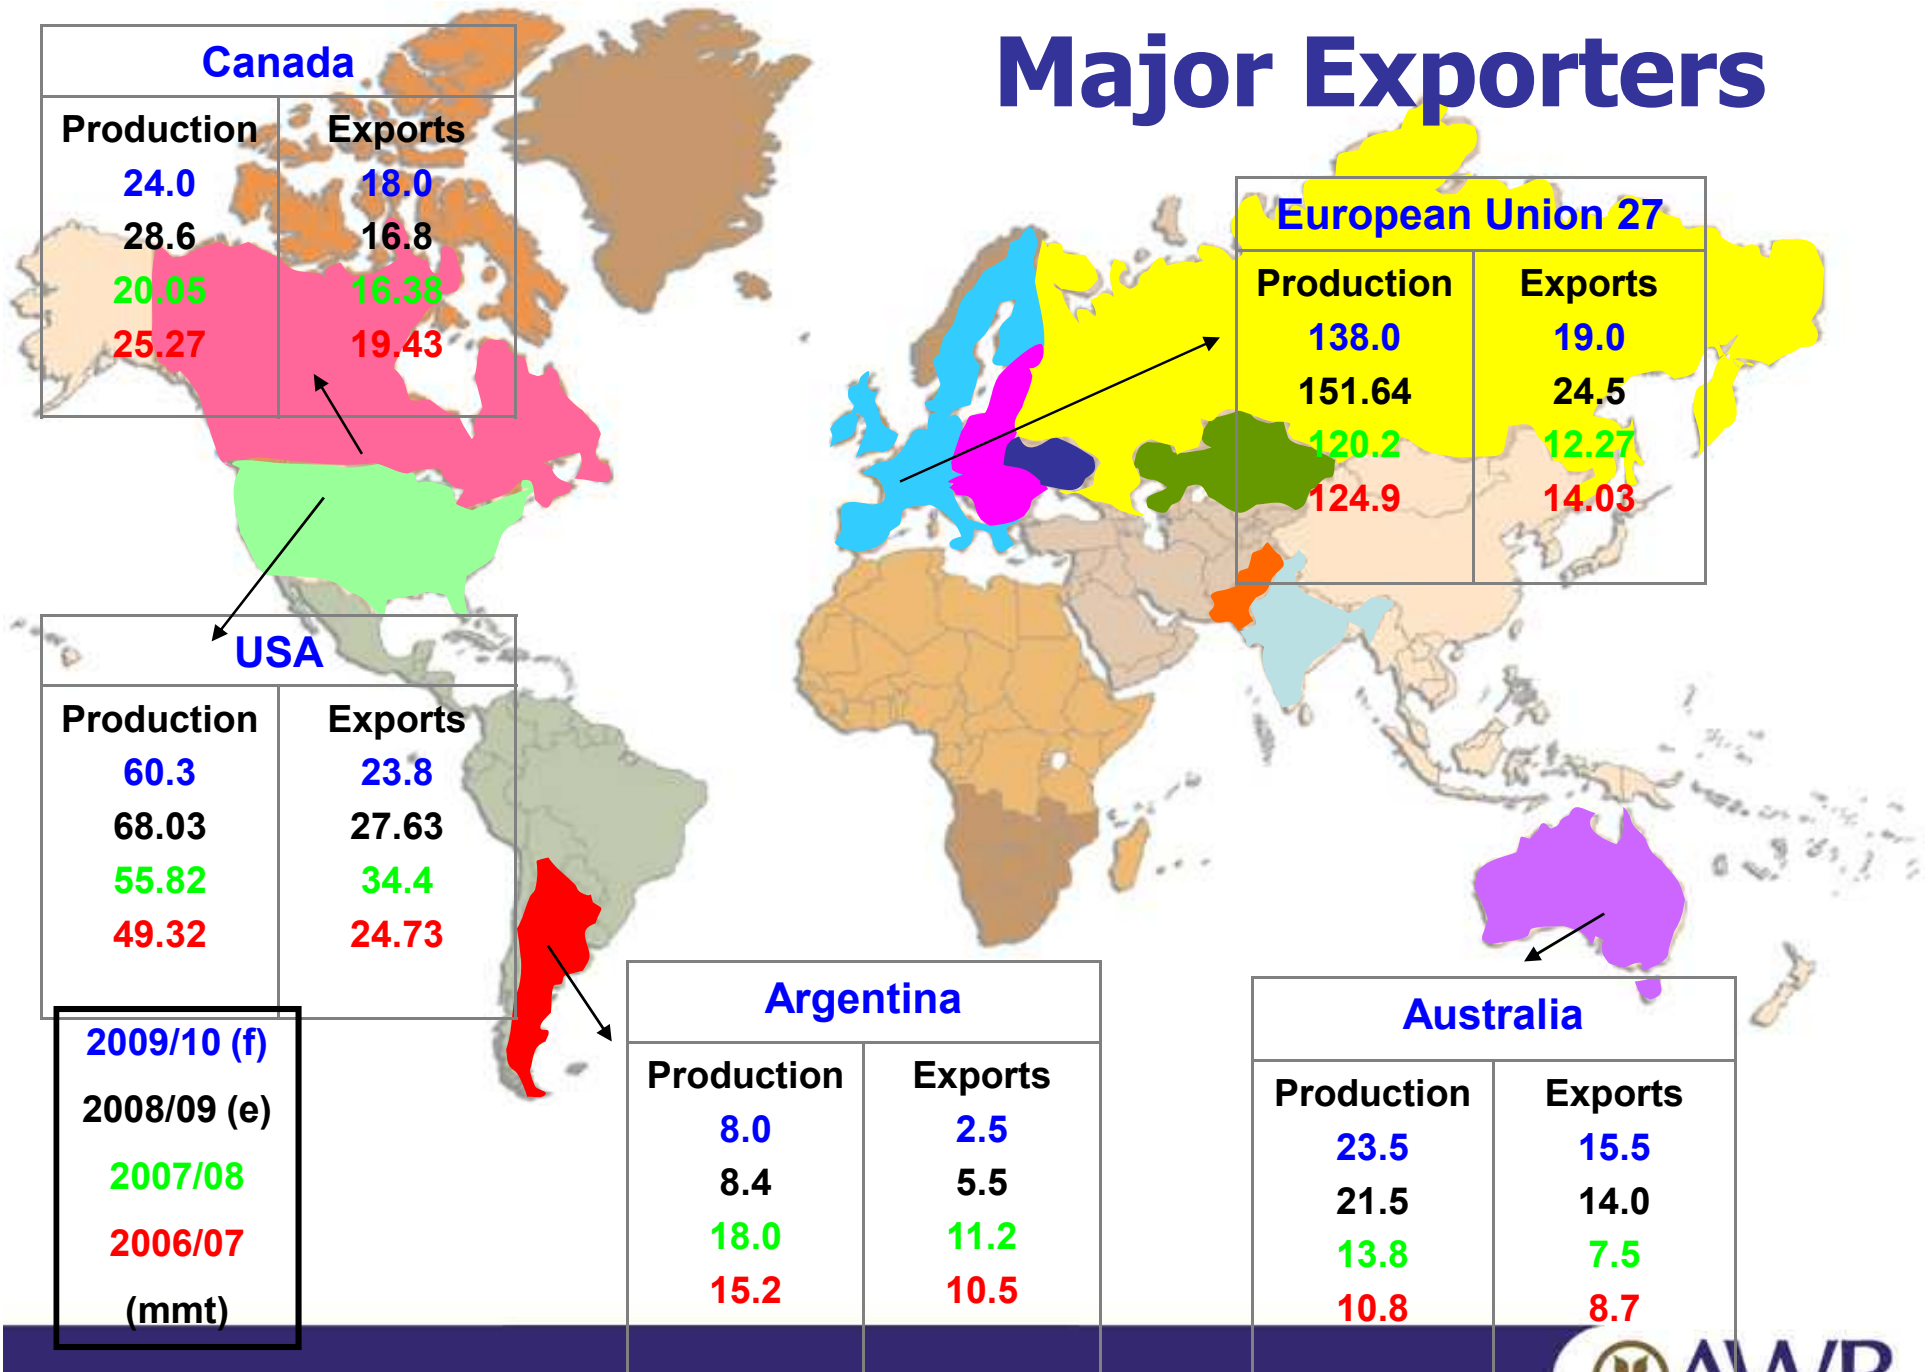 Major Exporters
Canada
Production Exports
24.0 18.0
28.6 16.8
20.05 16.38
25.27 19.43
European Union 27
Production Exports
138.0 19.0
151.64 24.5
120.2 12.27
124.9 14.03
USA
Production Exports
60.3 23.8
68.03 27.63
55.82 34.4
49.32 24.73
2009/10 (f)
2008/09 (e)
2007/08
2006/07
(mmt)
Argentina
Production Exports
8.0 2.5
8.4 5.5
18.0 11.2
15.2 10.5
Australia
Production Exports
23.5 15.5
21.5 14.0
13.8 7.5
10.8 8.7
AWB